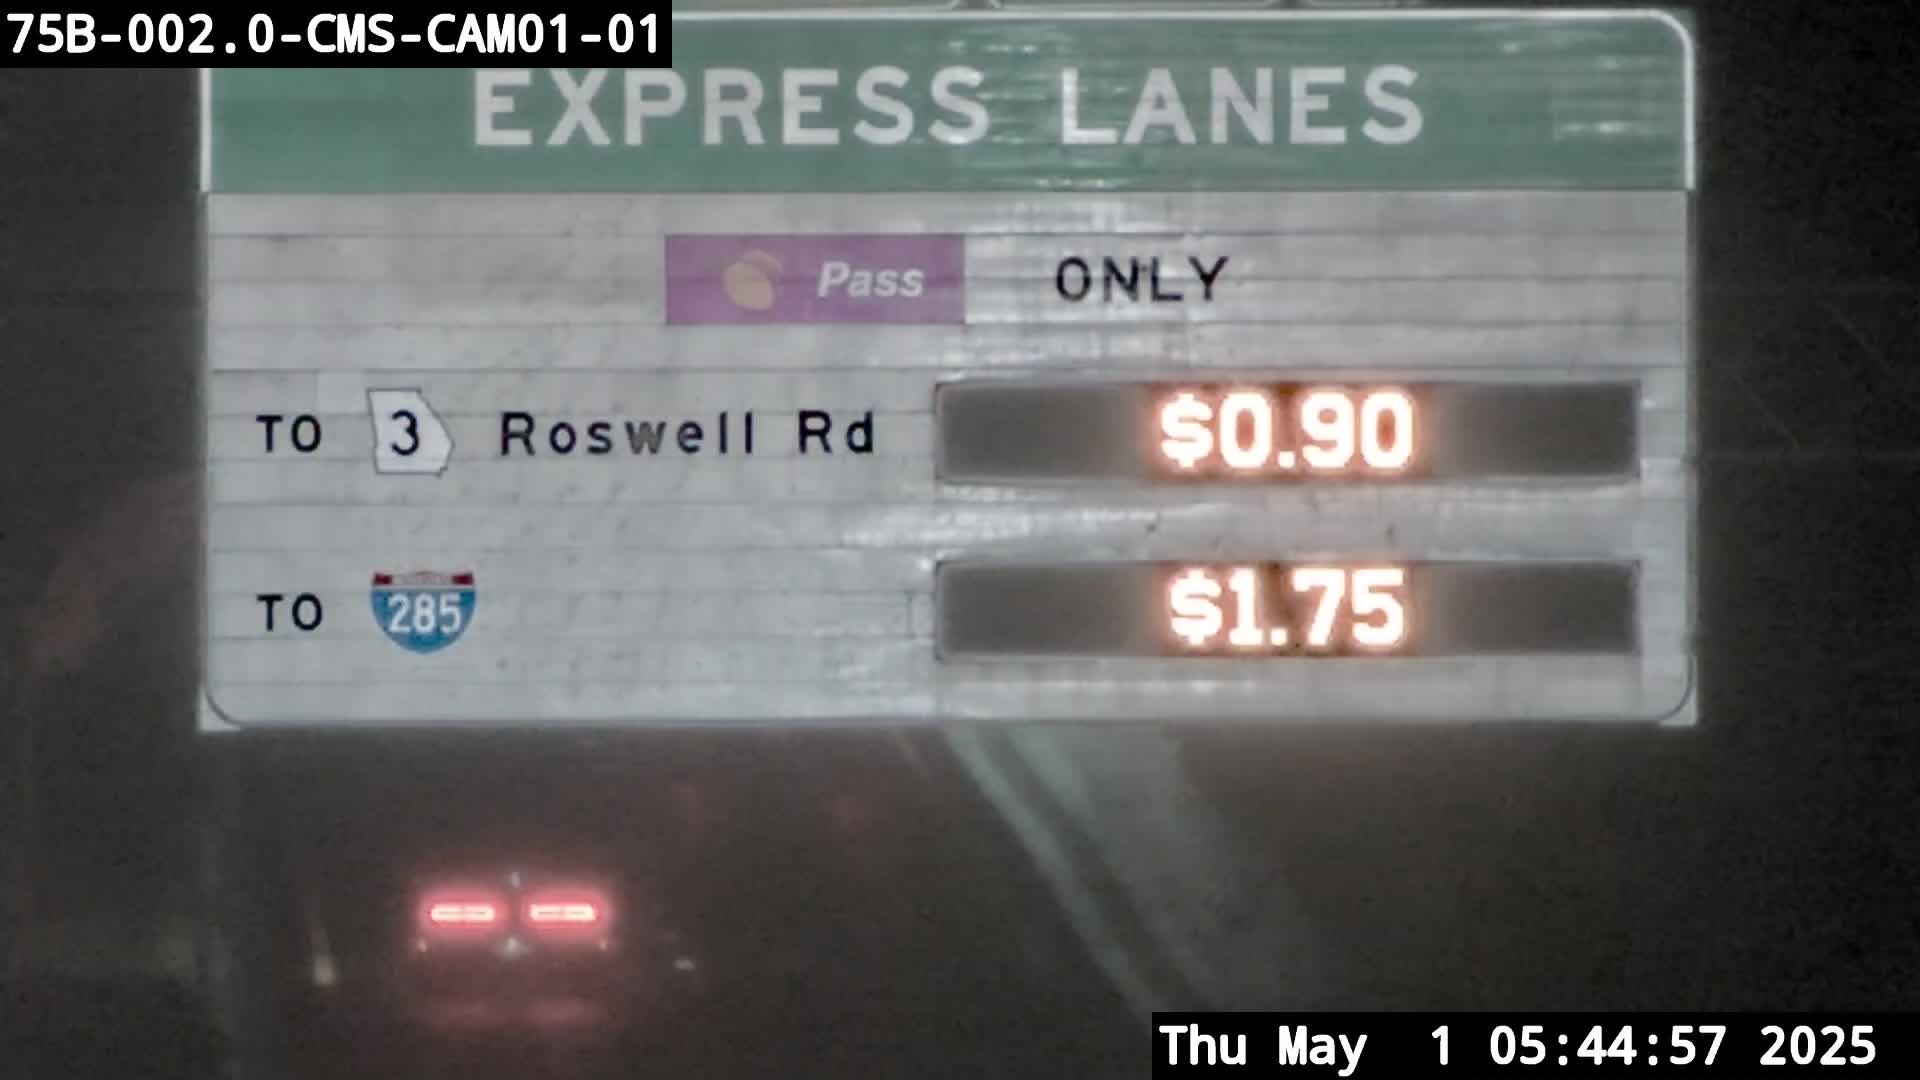 75B-002.0-CMS-CAM01-01
EXPRESS LANES
Pass ONLY
TO 3 Roswell Rd $0.90
TO 285 $1.75
Thu May 1 05:44:57 2025